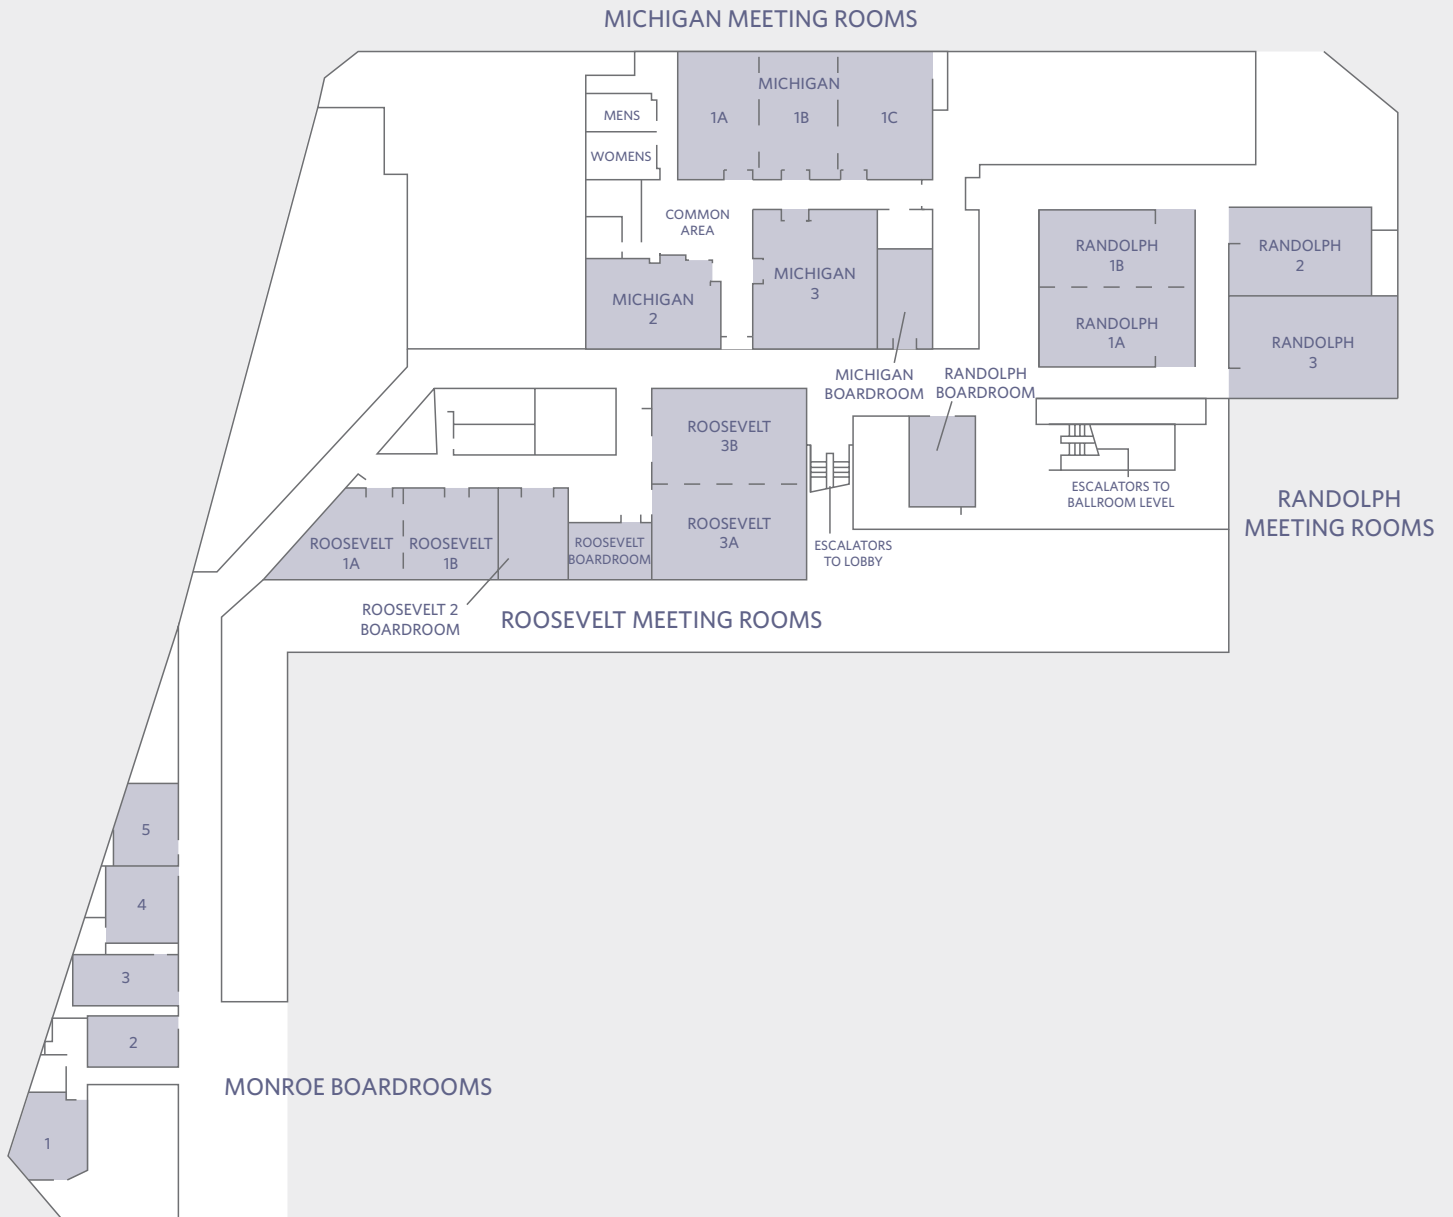 MICHIGAN MEETING ROOMS
MICHIGAN
1A
1B
1C
MENS
WOMENS
COMMON
AREA
MICHIGAN
2
MICHIGAN
3
RANDOLPH
1B
RANDOLPH
1A
RANDOLPH
2
RANDOLPH
3
MICHIGAN
BOARDROOM
RANDOLPH
BOARDROOM
ROOSEVELT
3B
ROOSEVELT
3A
ESCALATORS TO
BALLROOM LEVEL
RANDOLPH
MEETING ROOMS
ROOSEVELT
1A
ROOSEVELT
1B
ROOSEVELT
BOARDROOM
ESCALATORS
TO LOBBY
ROOSEVELT 2
BOARDROOM
ROOSEVELT MEETING ROOMS
5
4
3
2
MONROE BOARDROOMS
1